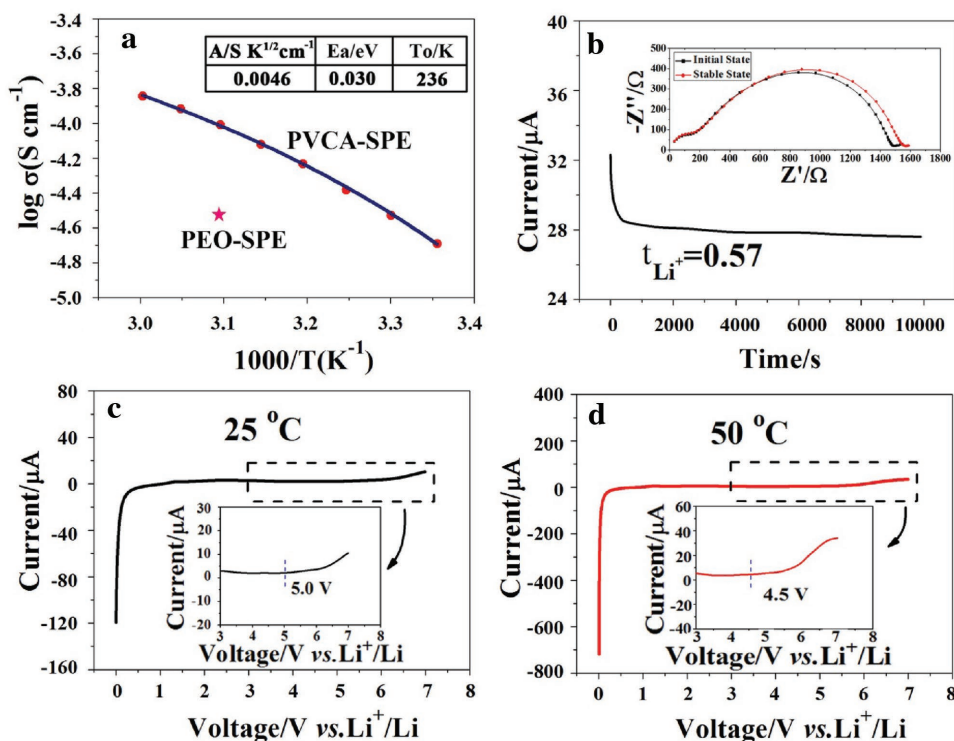 a
A/S K^1/2 cm^-1 Ea/eV To/K
0.0046 0.030 236
PVCA-SPE
PEO-SPE
log σ(S cm^-1)
-3.4
-3.6
-3.8
-4.0
-4.2
-4.4
-4.6
-4.8
-5.0
3.0 3.1 3.2 3.3 3.4
1000/T(K^-1)
b
Current/μA
40
36
32
28
24
0 2000 4000 6000 8000 10000
Time/s
t Li+=0.57
Initial State
Stable State
-Z''/Ω
400
350
300
250
200
150
100
50
0
0 200 400 600 800 1000 1200 1400 1600 1800
Z'/Ω
c
25 °C
Current/μA
80
40
0
-40
-80
-120
-160
0 1 2 3 4 5 6 7 8
Voltage/V vs.Li+/Li
Current/μA
30
20
10
0
-10
-20
3 4 5 6 7 8
5.0 V
Voltage/V vs.Li+/Li
d
50 °C
Current/μA
400
200
0
-200
-400
-600
-800
0 1 2 3 4 5 6 7 8
Voltage/V vs.Li+/Li
Current/μA
60
40
20
0
-20
-40
3 4 5 6 7 8
4.5 V
Voltage/V vs.Li+/Li